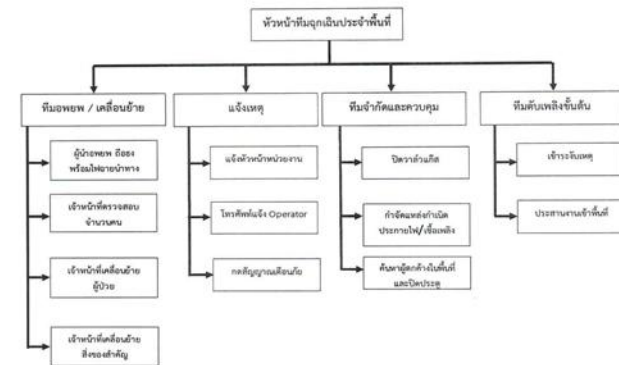 หัวหน้าทีมฉุกเฉินประจำพื้นที่
ทีมอพยพ / เคลื่อนย้าย
ผู้นำอพยพ ถือธง
พร้อมไฟฉายนำทาง
เจ้าหน้าที่ตรวจสอบ
จำนวนคน
เจ้าหน้าที่เคลื่อนย้าย
ผู้ป่วย
เจ้าหน้าที่เคลื่อนย้าย
สิ่งของสำคัญ
แจ้งเหตุ
แจ้งหัวหน้าหน่วยงาน
โทรศัพท์แจ้ง Operator
กดสัญญาณเตือนภัย
ทีมจำกัดและควบคุม
ปิดวาล์วแก๊ส
กำจัดแหล่งกำเนิด
ประกายไฟ/เชื้อเพลิง
ค้นหาผู้ตกค้างในพื้นที่
และปิดประตู
ทีมดับเพลิงขั้นต้น
เข้าระงับเหตุ
ประสานงานเข้าพื้นที่